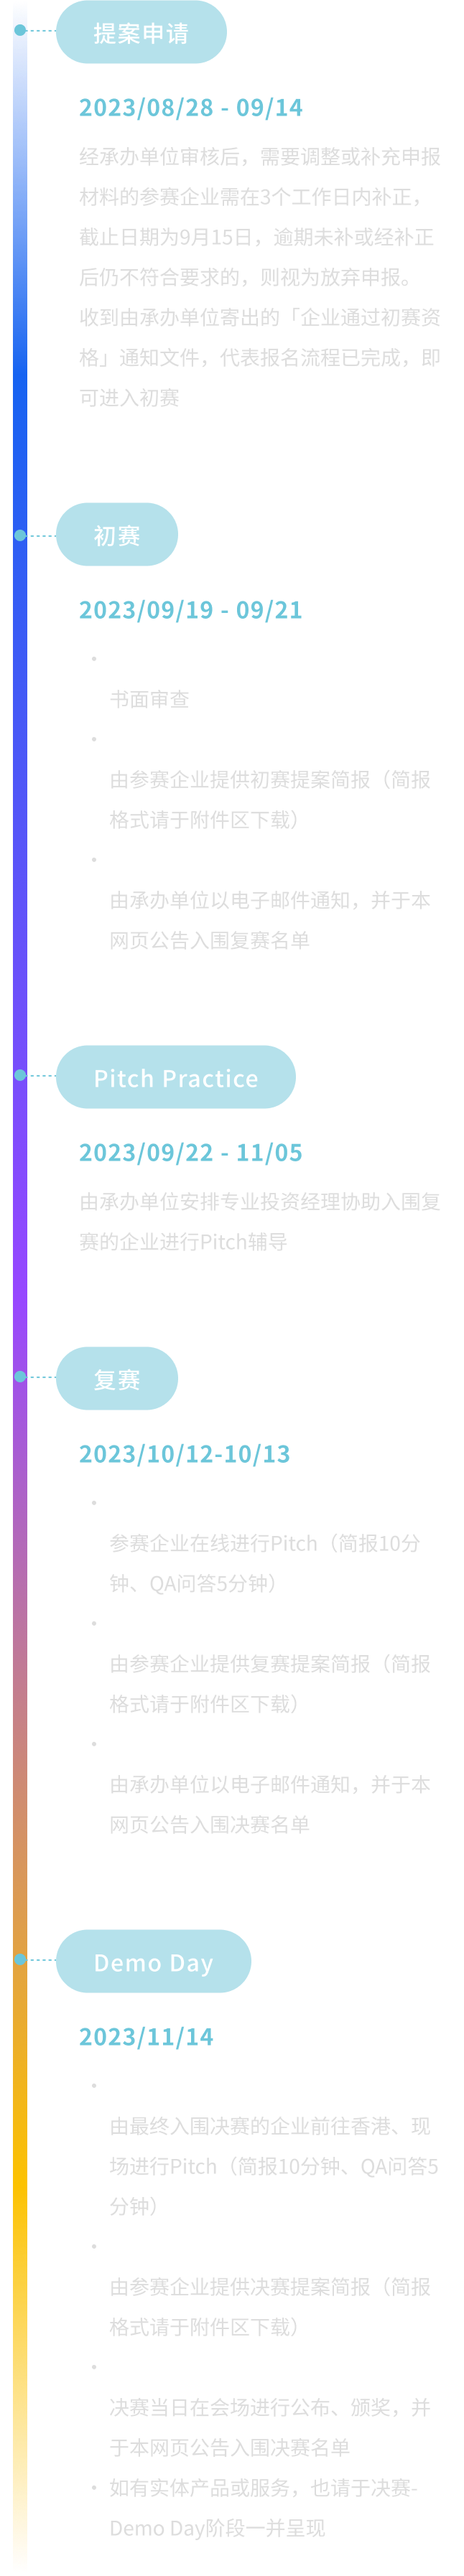 提案申请
2023/08/28 - 09/14
经承办单位审核后，需要调整或补充申报
材料的参赛企业需在3个工作日内补正，
截止日期为9月15日，逾期未补或经补正
后仍不符合要求的，则视为放弃申报。
收到由承办单位寄出的「企业通过初赛资
格」通知文件，代表报名流程已完成，即
可进入初赛
初赛
2023/09/19 - 09/21
•
书面审查
•
由参赛企业提供初赛提案简报（简报
格式请于附件区下载）
•
由承办单位以电子邮件通知，并于本
网页公告入围复赛名单
Pitch Practice
2023/09/22 - 11/05
由承办单位安排专业投资经理协助入围复
赛的企业进行Pitch辅导
复赛
2023/10/12-10/13
•
参赛企业在线进行Pitch（简报10分
钟、QA问答5分钟）
•
由参赛企业提供复赛提案简报（简报
格式请于附件区下载）
•
由承办单位以电子邮件通知，并于本
网页公告入围决赛名单
Demo Day
2023/11/14
•
由最终入围决赛的企业前往香港、现
场进行Pitch（简报10分钟、QA问答5
分钟）
•
由参赛企业提供决赛提案简报（简报
格式请于附件区下载）
•
决赛当日在会场进行公布、颁奖，并
于本网页公告入围决赛名单
• 如有实体产品或服务，也请于决赛-
Demo Day阶段一并呈现